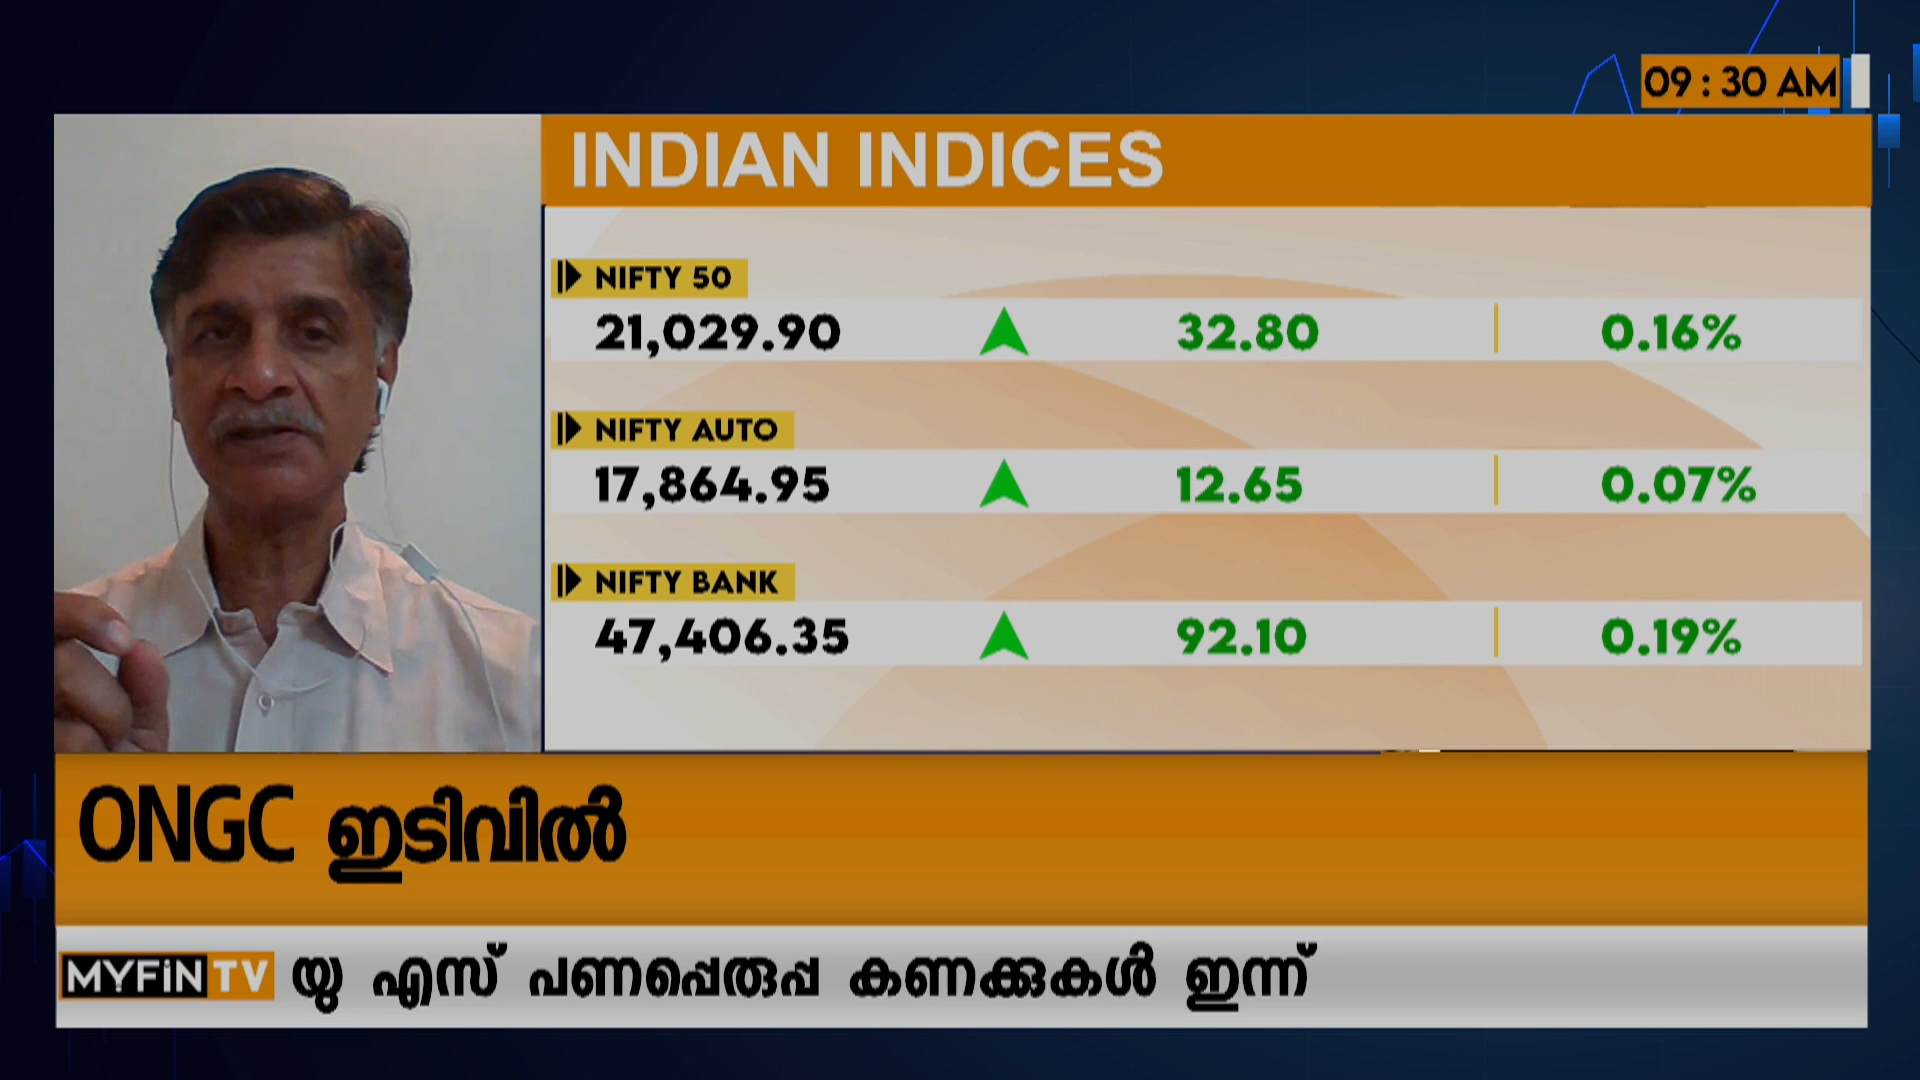 09 : 30 AM
INDIAN INDICES
NIFTY 50
21,029.90 32.80 0.16%
NIFTY AUTO
17,864.95 12.65 0.07%
NIFTY BANK
47,406.35 92.10 0.19%
ONGC ഇടിവിൽ
MYFiN TV യു എസ് പണപ്പെരുപ്പ കണക്കുകൾ ഇന്ന്